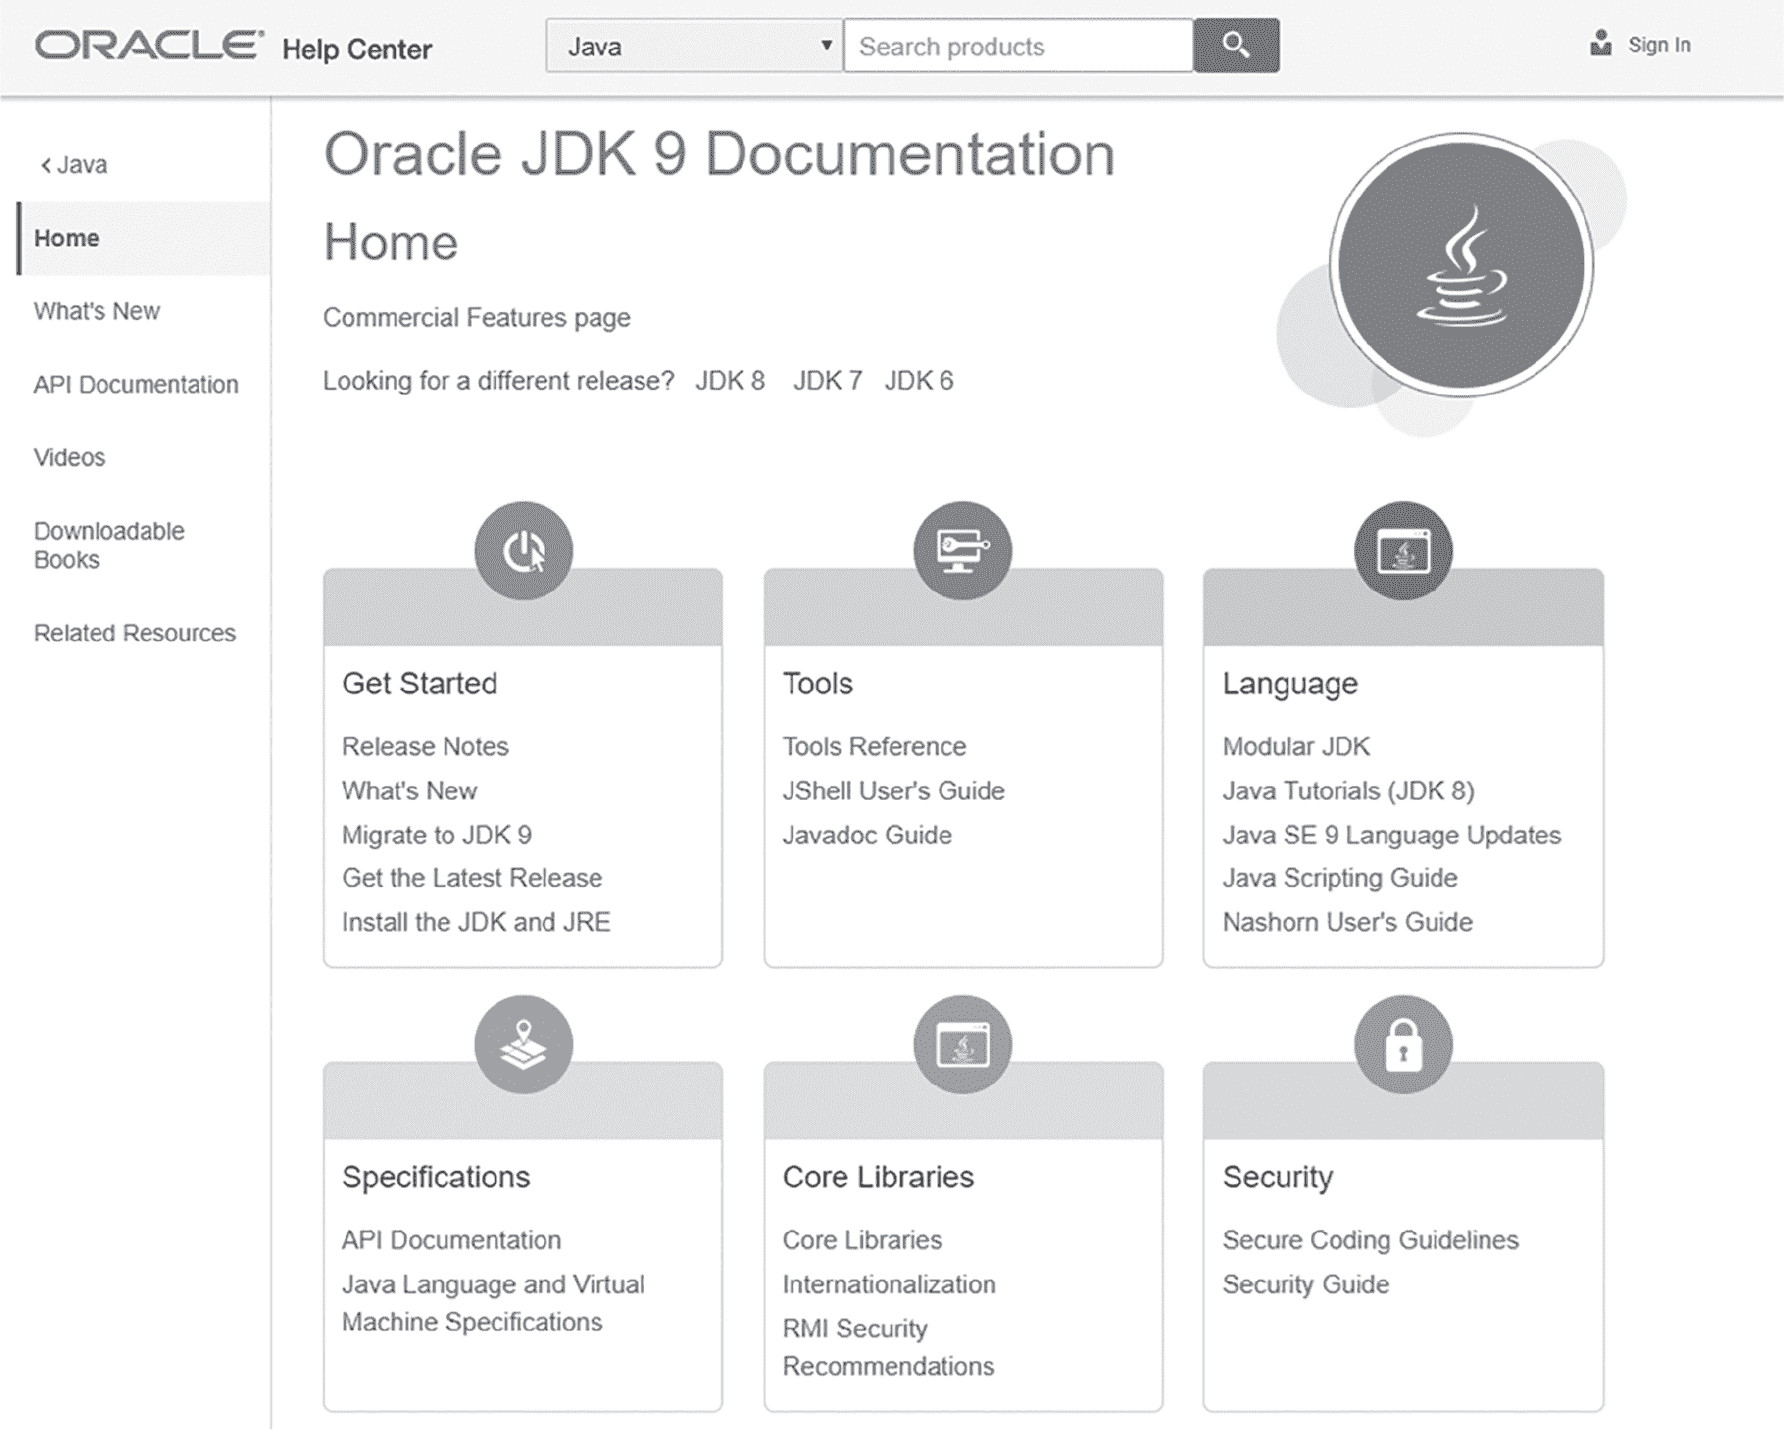 ORACLE Help Center
Java
Search products
Sign In
Java
Home
What's New
API Documentation
Videos
Downloadable
Books
Related Resources
Oracle JDK 9 Documentation
Home
Commercial Features page
Looking for a different release? JDK 8 JDK 7 JDK 6
Get Started
Release Notes
What's New
Migrate to JDK 9
Get the Latest Release
Install the JDK and JRE
Tools
Tools Reference
JShell User's Guide
Javadoc Guide
Language
Modular JDK
Java Tutorials (JDK 8)
Java SE 9 Language Updates
Java Scripting Guide
Nashorn User's Guide
Specifications
API Documentation
Java Language and Virtual
Machine Specifications
Core Libraries
Core Libraries
Internationalization
RMI Security
Recommendations
Security
Secure Coding Guidelines
Security Guide